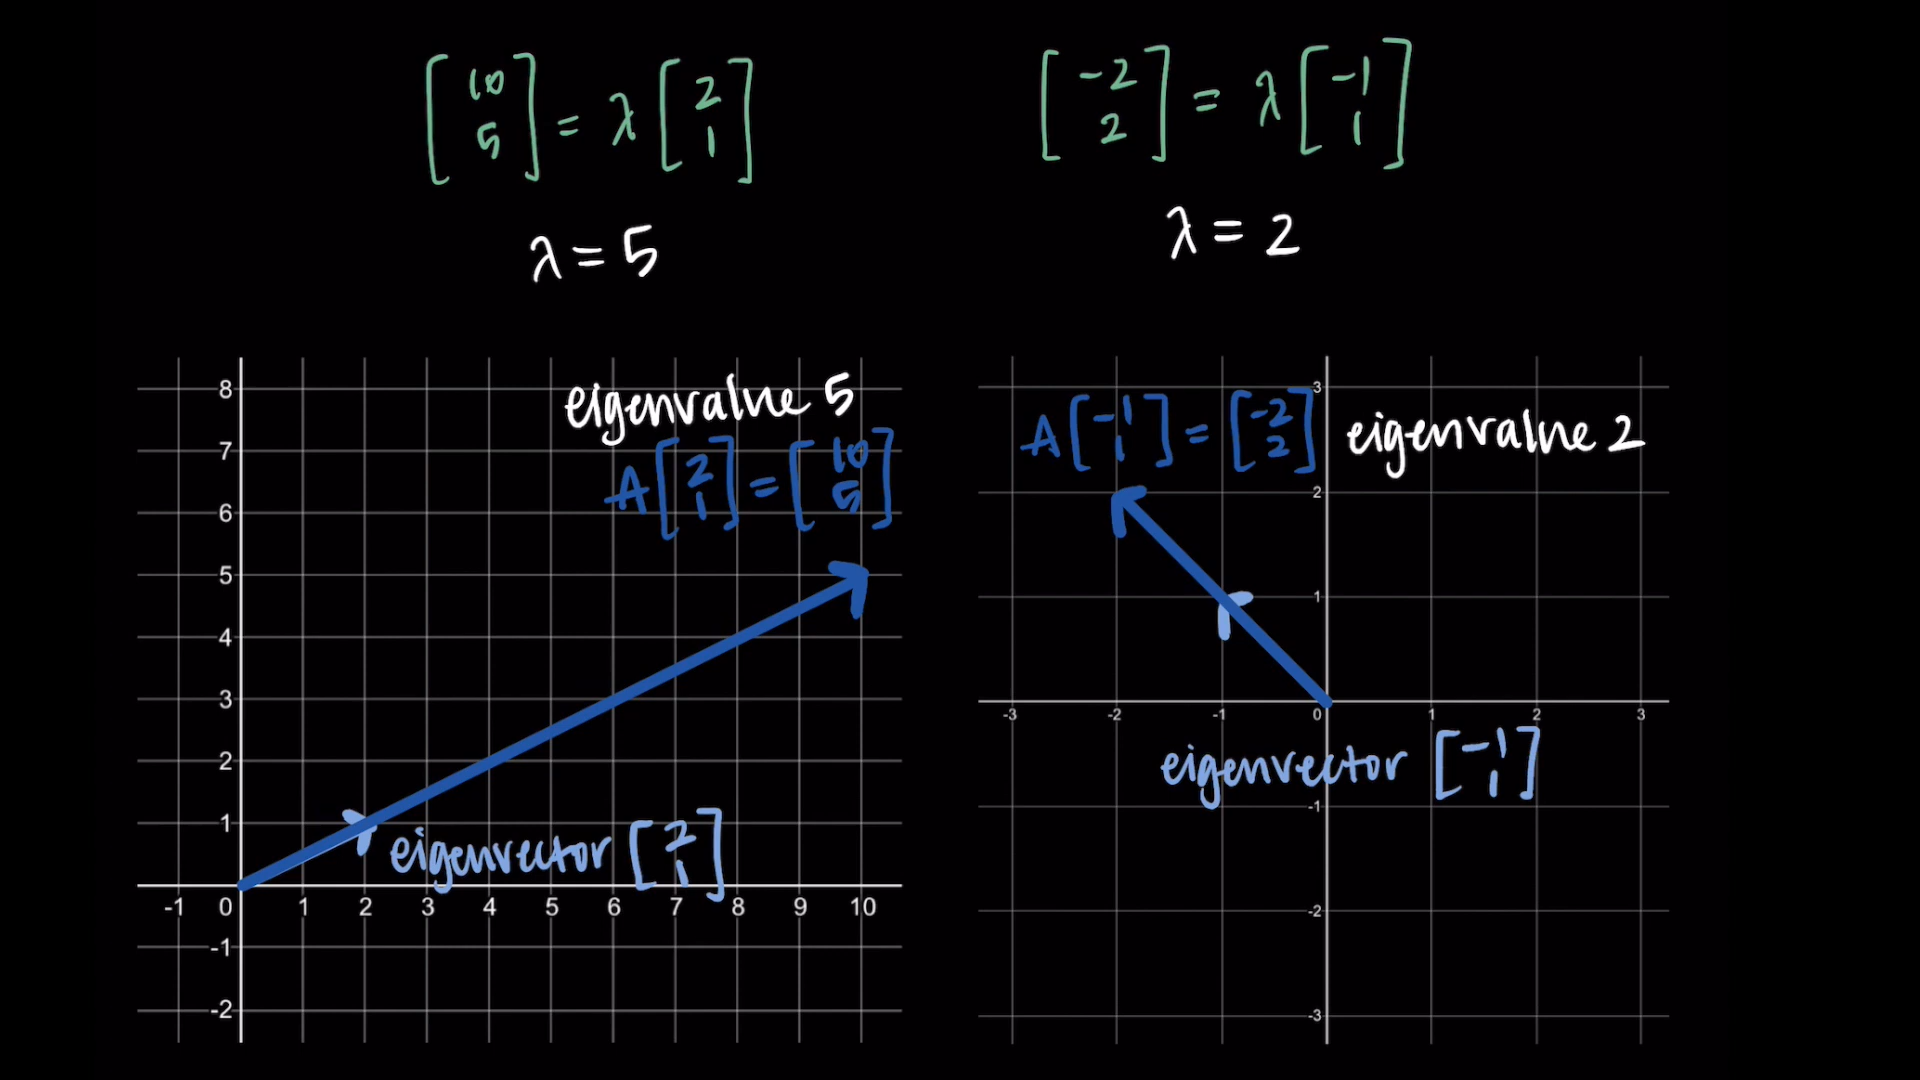 [10 5] = λ [2 1]
λ = 5
[-2 2] = λ [-1 1]
λ = 2
eigenvalue 5
A [2 1] = [10 5]
eigenvector [2 1]
8
7
6
5
4
3
2
1
-1 0 1 2 3 4 5 6 7 8 9 10
-1
-2
A [-1 1] = [-2 2]
eigenvalue 2
3
2
1
-3 -2 -1 0 1 2 3
eigenvector [-1 1]
-1
-2
-3